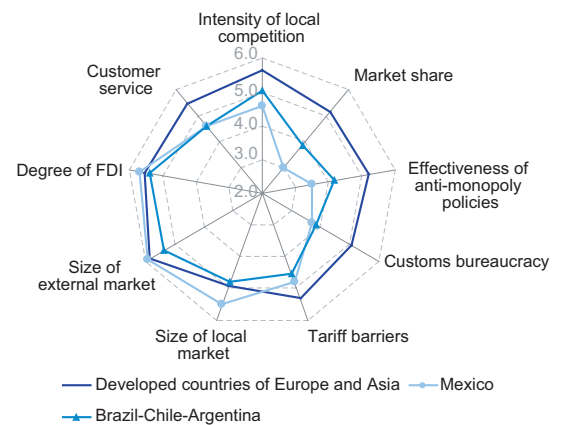 Intensity of local
competition
6.0
Customer
service
Market share
5.0
4.0
3.0
Degree of FDI
Effectiveness of
anti-monopoly
policies
2.0
Customs bureaucracy
Size of
external market
Size of local
market
Tariff barriers
Developed countries of Europe and Asia
Mexico
Brazil-Chile-Argentina